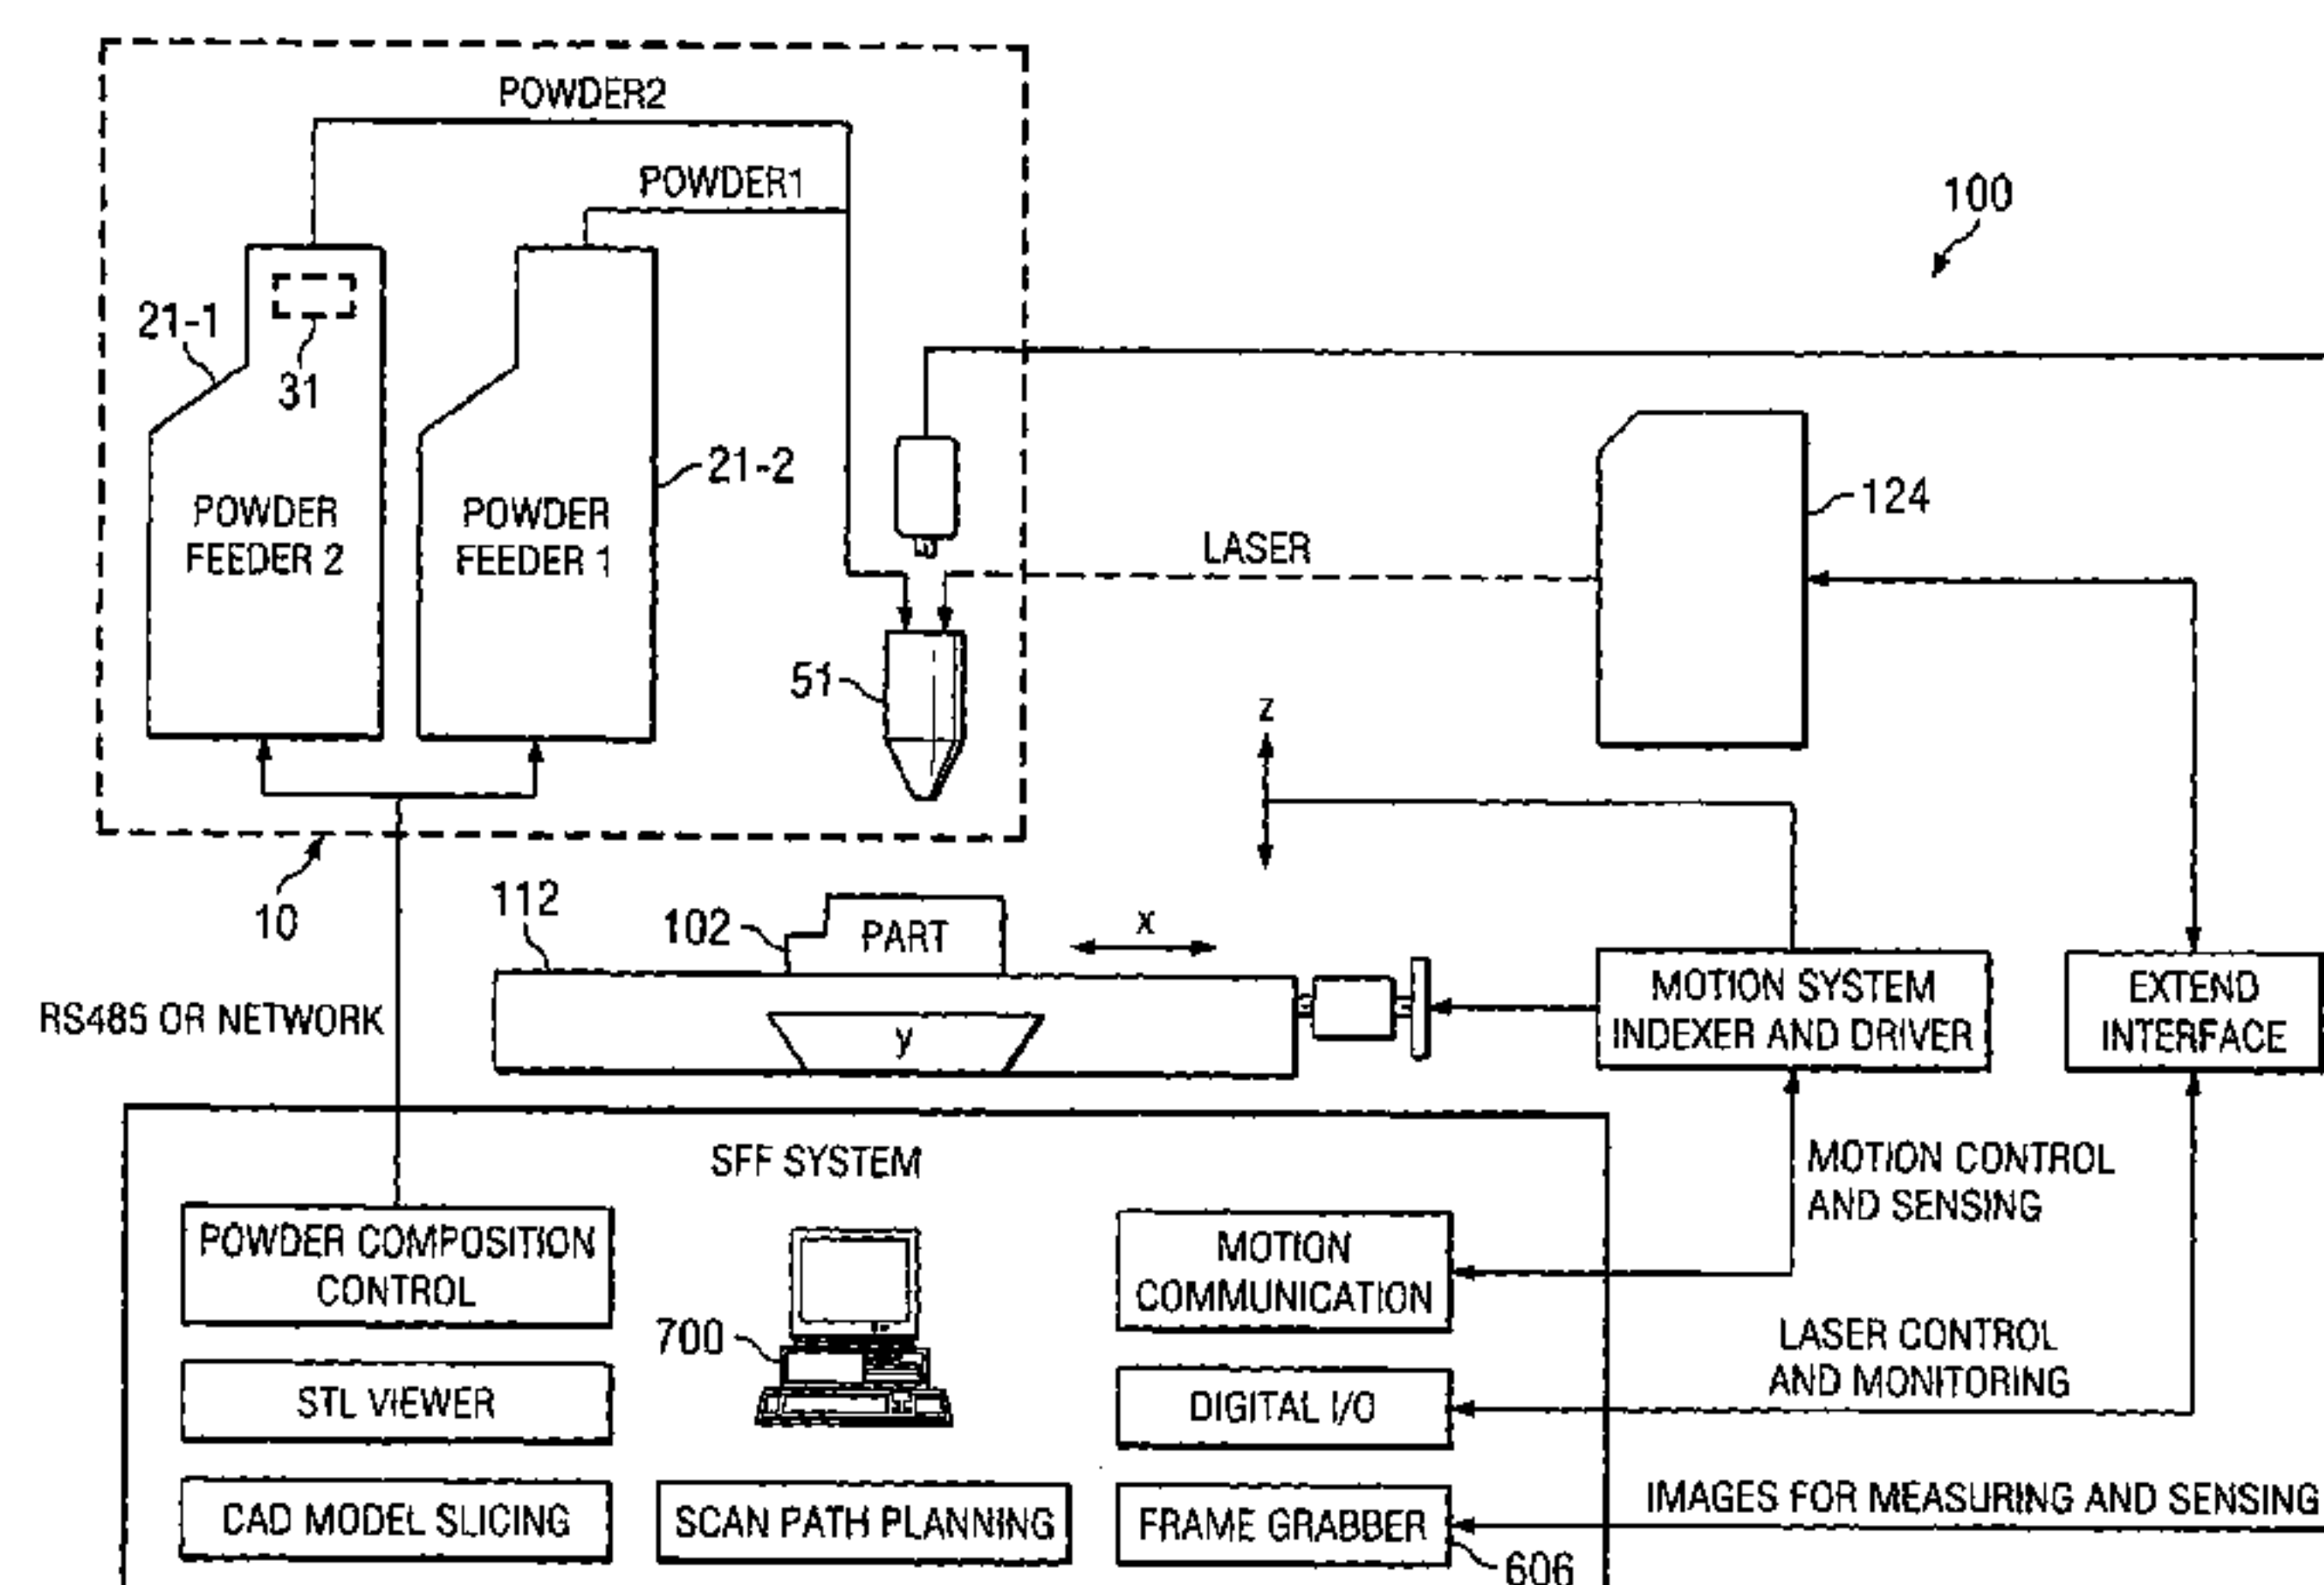 POWDER2
POWDER1
100
21-1
31
21-2
124
POWDER
FEEDER 2
POWDER
FEEDER 1
LASER
51
z
10
112
102
PART
x
MOTION SYSTEM
INDEXER AND DRIVER
EXTEND
INTERFACE
RS485 OR NETWORK
y
SFF SYSTEM
MOTION CONTROL
AND SENSING
POWDER COMPOSITION
CONTROL
MOTION
COMMUNICATION
700
LASER CONTROL
AND MONITORING
STL VIEWER
DIGITAL I/O
CAD MODEL SLICING
SCAN PATH PLANNING
FRAME GRABBER
IMAGES FOR MEASURING AND SENSING
606